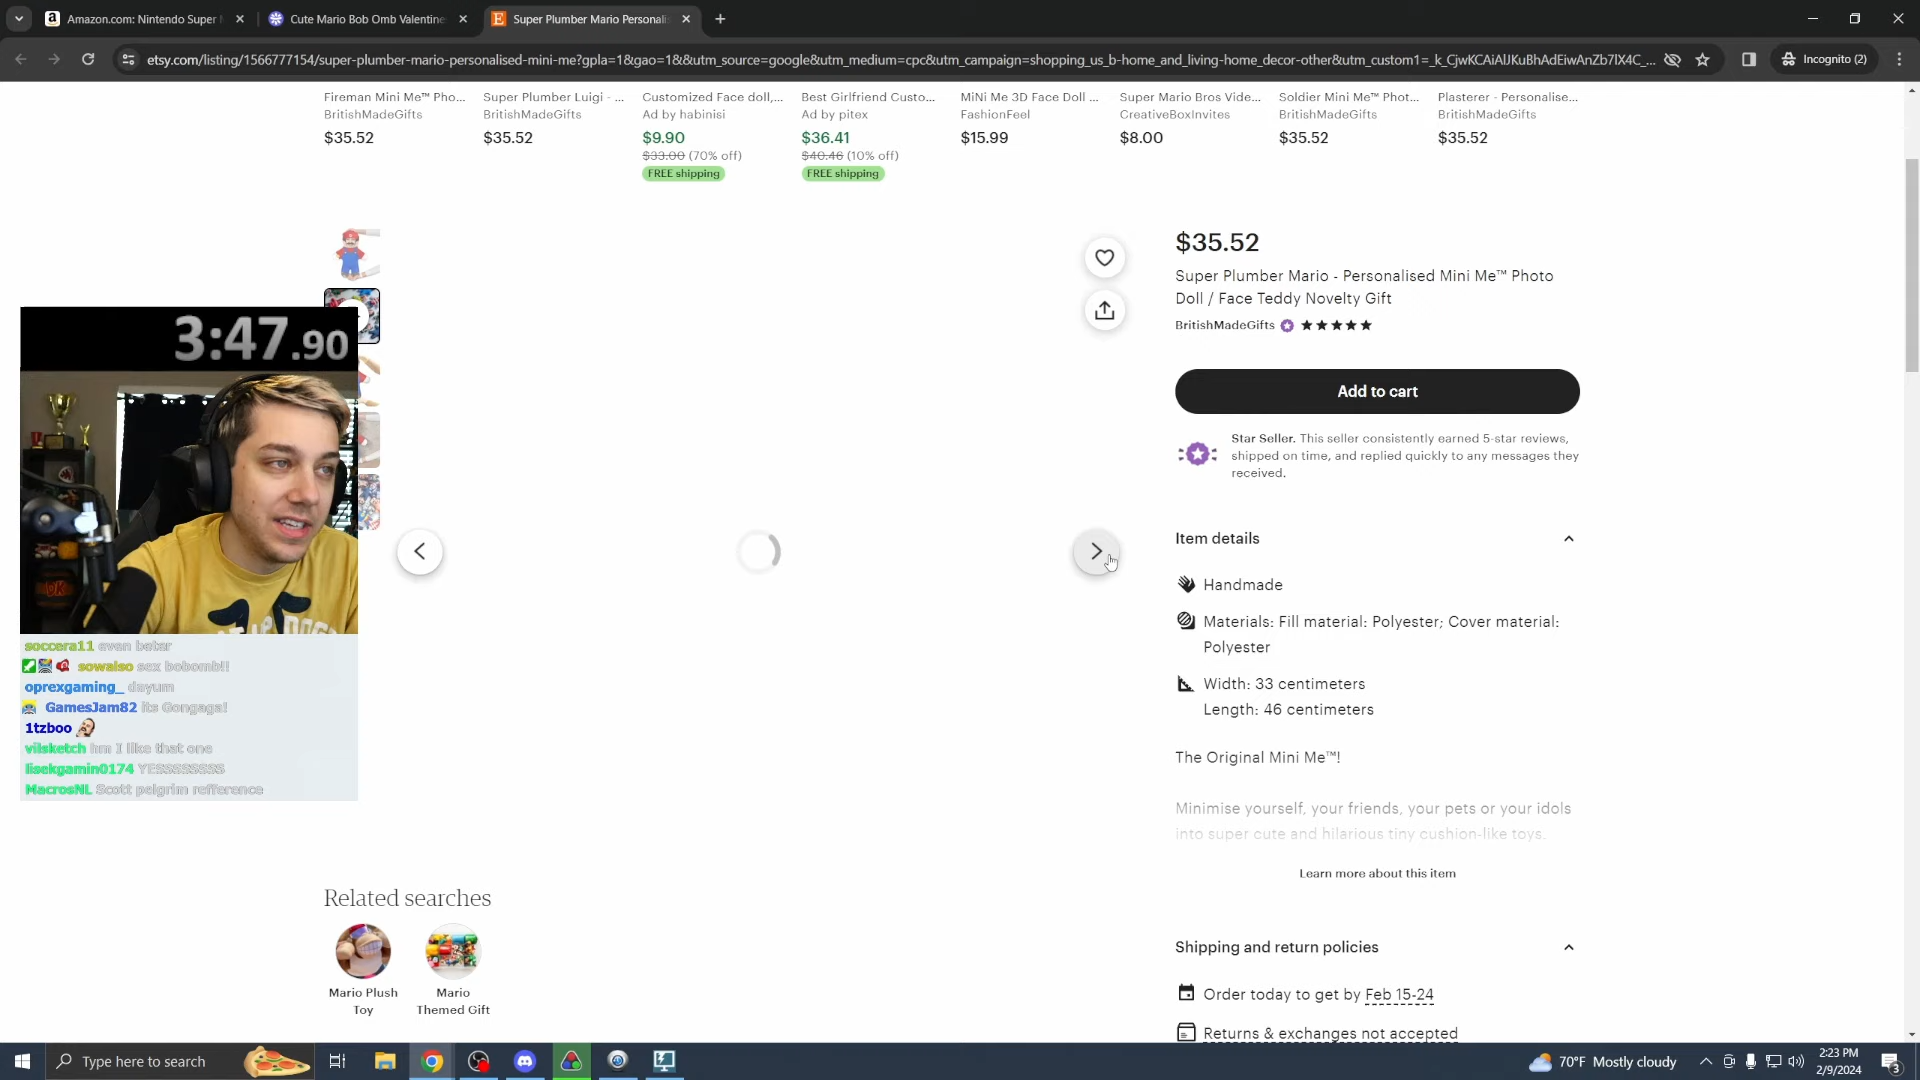 Amazon.com: Nintendo Super
Cute Mario Bob Omb Valentine
Super Plumber Mario Personali
etsy.com/listing/1566777154/super-plumber-mario-personalised-mini-me?gpla=1&gao=1&&utm_source=google&utm_medium=cpc&utm_campaign=shopping_us_b-home_and_living-home_decor-other&utm_custom1=_k_CjwKCAiAlJKuBhAdEiwAnZb7lX4C_...
Incognito (2)
Fireman Mini Me™ Pho... Super Plumber Luigi - ... Customized Face doll,... Best Girlfriend Custo... MiNi Me 3D Face Doll ... Super Mario Bros Vide... Soldier Mini Me™ Phot... Plasterer - Personalise...
BritishMadeGifts BritishMadeGifts Ad by habinisi Ad by pitex FashionFeel CreativeBoxInvites BritishMadeGifts BritishMadeGifts
$35.52 $35.52 $9.90 $36.41 $15.99 $8.00 $35.52 $35.52
$33.00 (70% off) $40.46 (10% off)
FREE shipping FREE shipping
$35.52
Super Plumber Mario - Personalised Mini Me™ Photo
Doll / Face Teddy Novelty Gift
BritishMadeGifts
Add to cart
Star Seller. This seller consistently earned 5-star reviews,
shipped on time, and replied quickly to any messages they
received.
Item details
Handmade
Materials: Fill material: Polyester; Cover material:
Polyester
Width: 33 centimeters
Length: 46 centimeters
The Original Mini Me™!
Minimise yourself, your friends, your pets or your idols
into super cute and hilarious tiny cushion-like toys.
Learn more about this item
Shipping and return policies
Order today to get by Feb 15-24
Returns & exchanges not accepted
3:47.90
soccera11 even betar
sowaiso sex bobomb!!
oprexgaming_ dayum
GamesJam82 its Gongaga!
1tzboo
vilsketch hm I like that one
lisekgamin0174 YESSSSSSSS
MacrosNL Scott pelgrim refference
Related searches
Mario Plush
Toy
Mario
Themed Gift
Type here to search
70°F Mostly cloudy
2:23 PM
2/9/2024
3